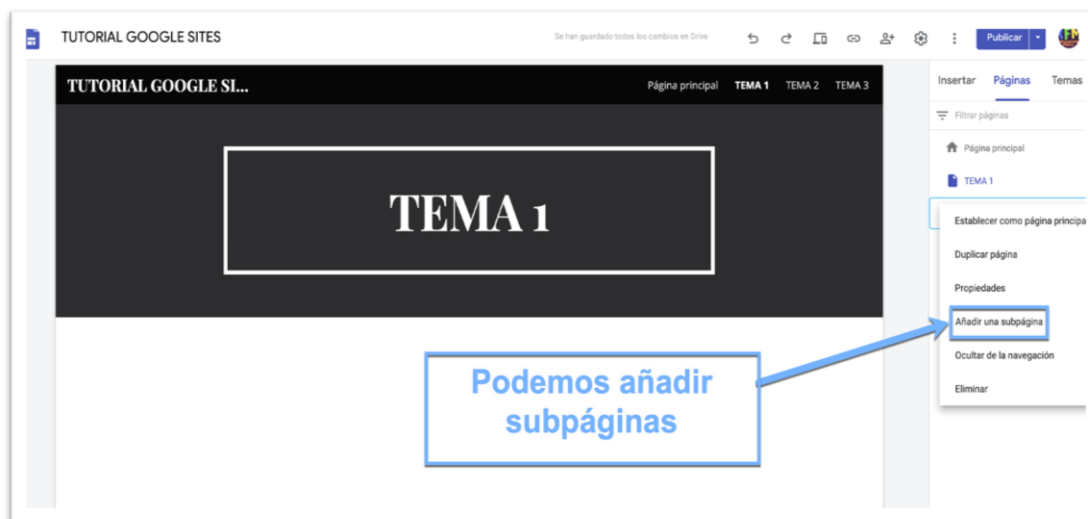 TUTORIAL GOOGLE SITES
Se han guardado todos los cambios en Drive
Publicar
TUTORIAL GOOGLE SI...
Página principal TEMA 1 TEMA 2 TEMA 3
Insertar Páginas Temas
Filtrar páginas
Página principal
TEMA 1
TEMA 1
Establecer como página principa
Duplicar página
Propiedades
Añadir una subpágina
Ocultar de la navegación
Eliminar
Podemos añadir
subpáginas